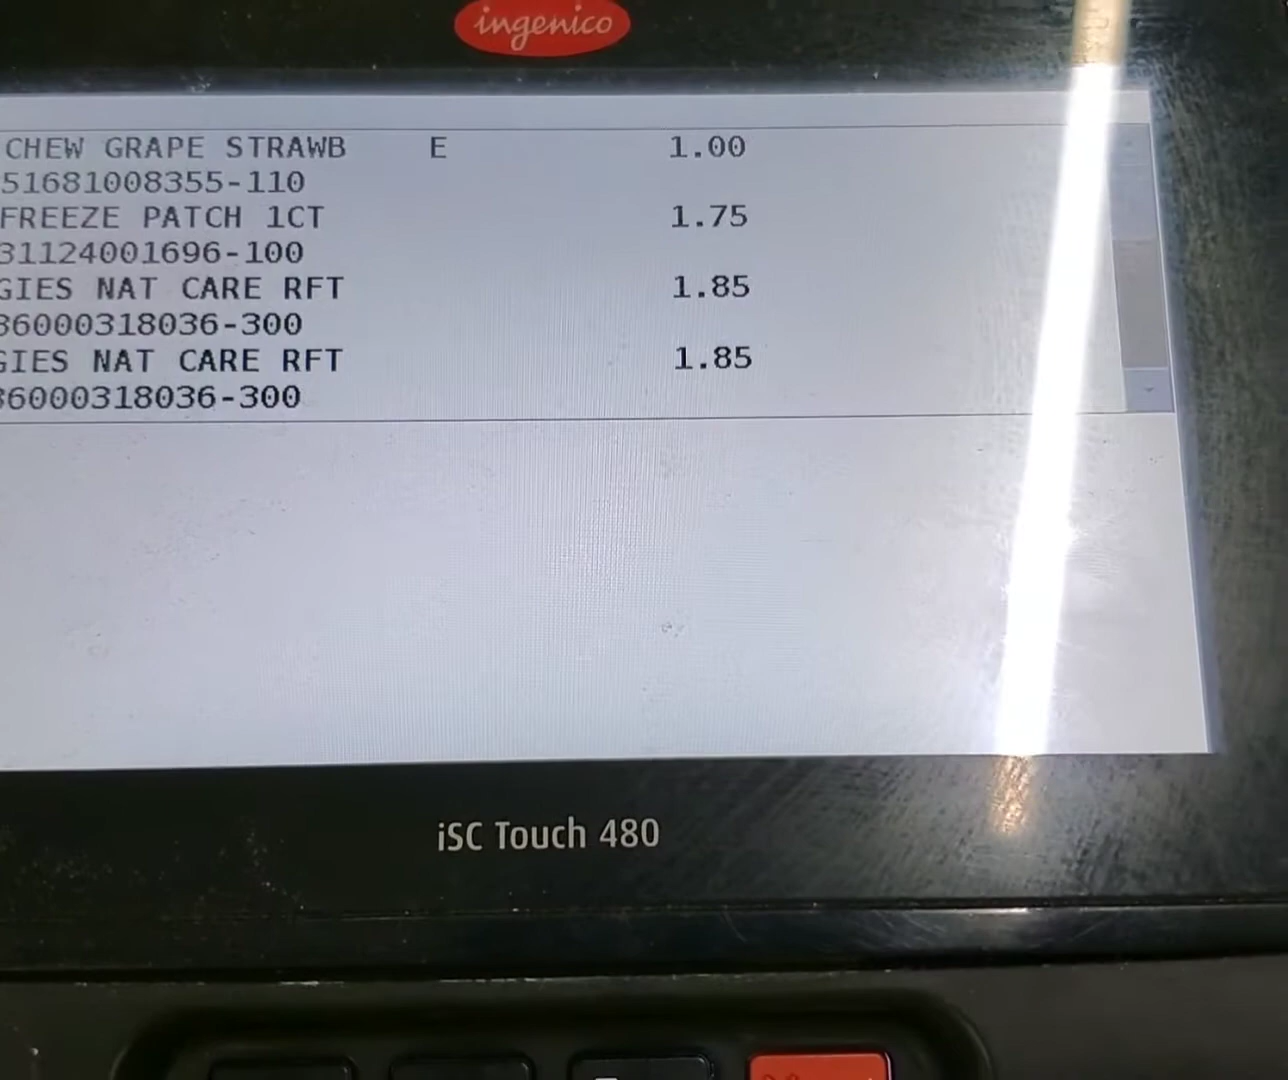 ingenico
CHEW GRAPE STRAWB E 1.00
51681008355-110
FREEZE PATCH 1CT 1.75
31124001696-100
GIES NAT CARE RFT 1.85
36000318036-300
GIES NAT CARE RFT 1.85
36000318036-300
iSC Touch 480